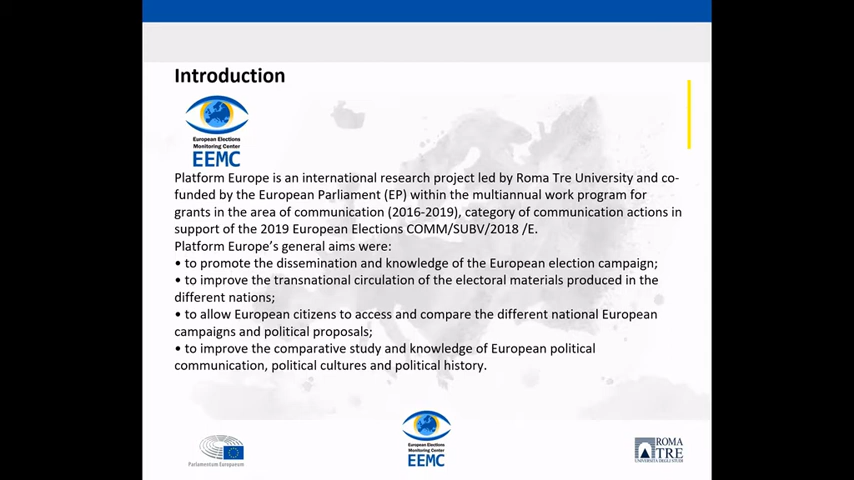 Introduction
European Elections
Monitoring Center
EEMC
Platform Europe is an international research project led by Roma Tre University and co-
funded by the European Parliament (EP) within the multiannual work program for
grants in the area of communication (2016-2019), category of communication actions in
support of the 2019 European Elections COMM/SUBV/2018 /E.
Platform Europe's general aims were:
• to promote the dissemination and knowledge of the European election campaign;
• to improve the transnational circulation of the electoral materials produced in the
different nations;
• to allow European citizens to access and compare the different national European
campaigns and political proposals;
• to improve the comparative study and knowledge of European political
communication, political cultures and political history.
Parlamentum Europaeum
European Elections
Monitoring Center
EEMC
ROMA
TRE
UNIVERSITÀ DEGLI STUDI